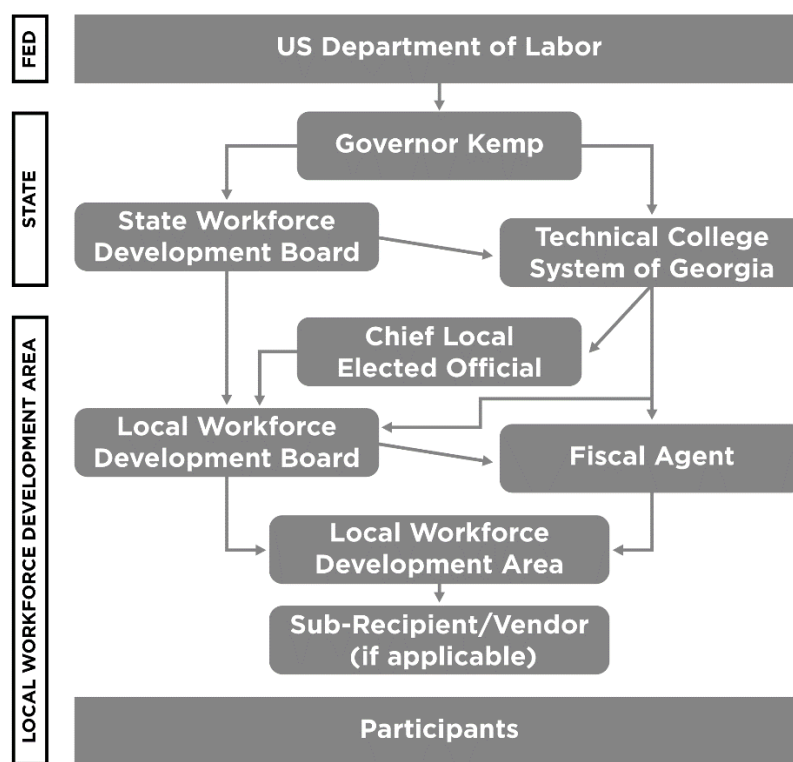 FED
US Department of Labor
STATE
Governor Kemp
State Workforce
Development Board
Technical College
System of Georgia
LOCAL WORKFORCE DEVELOPMENT AREA
Chief Local
Elected Official
Local Workforce
Development Board
Fiscal Agent
Local Workforce
Development Area
Sub-Recipient/Vendor
(if applicable)
Participants